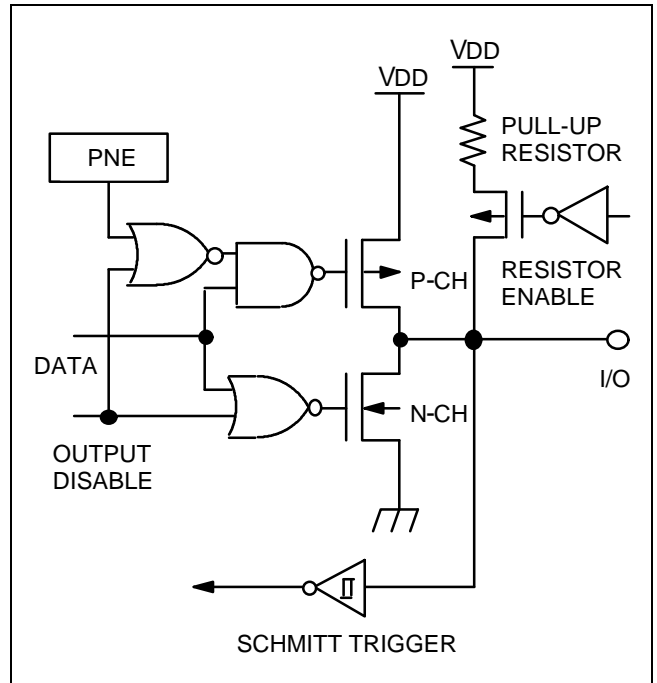 VDD
VDD
PULL-UP
RESISTOR
PNE
P-CH
RESISTOR
ENABLE
DATA
I/O
N-CH
OUTPUT
DISABLE
SCHMITT TRIGGER